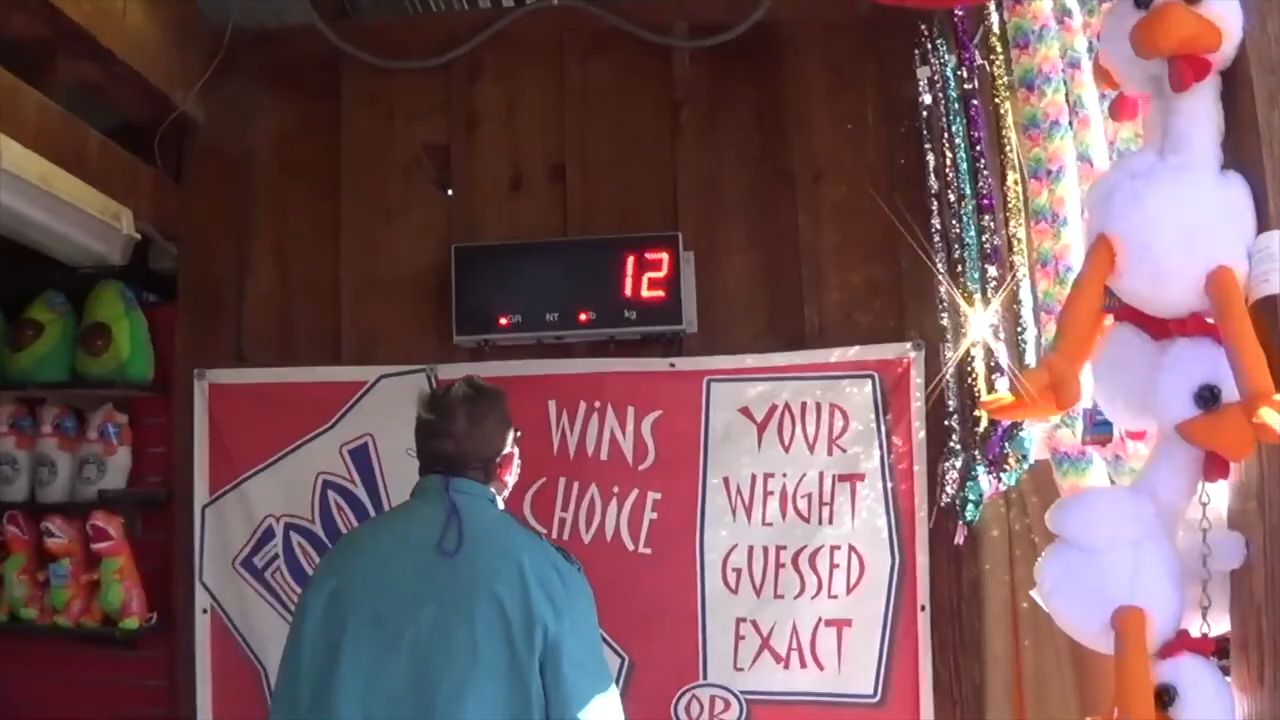 12
GR NT lb kg
WiNS
CHOiCE
YOUR
WEiGHT
GUESSED
EXACT
OR